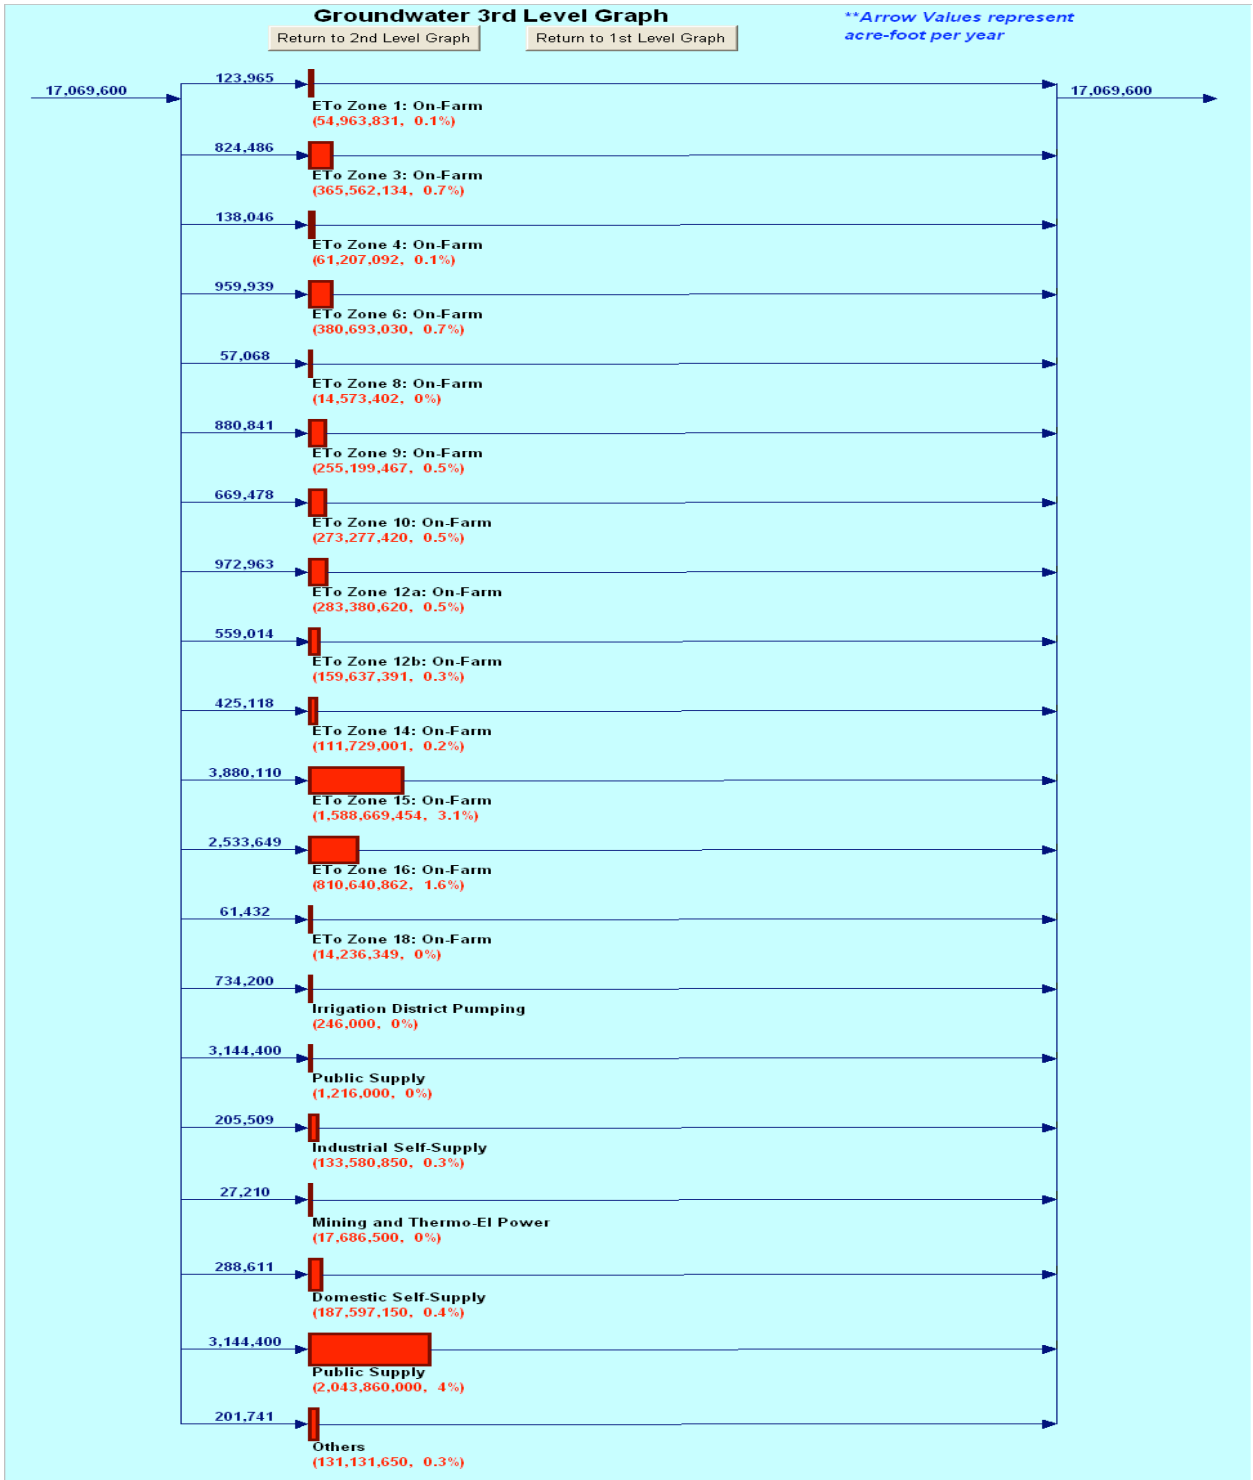 Groundwater 3rd Level Graph
**Arrow Values represent
acre-foot per year
Return to 2nd Level Graph
Return to 1st Level Graph
17,069,600
17,069,600
123,965
ETo Zone 1: On-Farm
(54,963,831, 0.1%)
824,486
ETo Zone 3: On-Farm
(365,562,134, 0.7%)
138,046
ETo Zone 4: On-Farm
(61,207,092, 0.1%)
959,939
ETo Zone 6: On-Farm
(380,693,030, 0.7%)
57,068
ETo Zone 8: On-Farm
(14,573,402, 0%)
880,841
ETo Zone 9: On-Farm
(255,199,467, 0.5%)
669,478
ETo Zone 10: On-Farm
(273,277,420, 0.5%)
972,963
ETo Zone 12a: On-Farm
(283,380,620, 0.5%)
559,014
ETo Zone 12b: On-Farm
(159,637,391, 0.3%)
425,118
ETo Zone 14: On-Farm
(111,729,001, 0.2%)
3,880,110
ETo Zone 15: On-Farm
(1,588,669,454, 3.1%)
2,533,649
ETo Zone 16: On-Farm
(810,640,862, 1.6%)
61,432
ETo Zone 18: On-Farm
(14,236,349, 0%)
734,200
Irrigation District Pumping
(246,000, 0%)
3,144,400
Public Supply
(1,216,000, 0%)
205,509
Industrial Self-Supply
(133,580,850, 0.3%)
27,210
Mining and Thermo-El Power
(17,686,500, 0%)
288,611
Domestic Self-Supply
(187,597,150, 0.4%)
3,144,400
Public Supply
(2,043,860,000, 4%)
201,741
Others
(131,131,650, 0.3%)